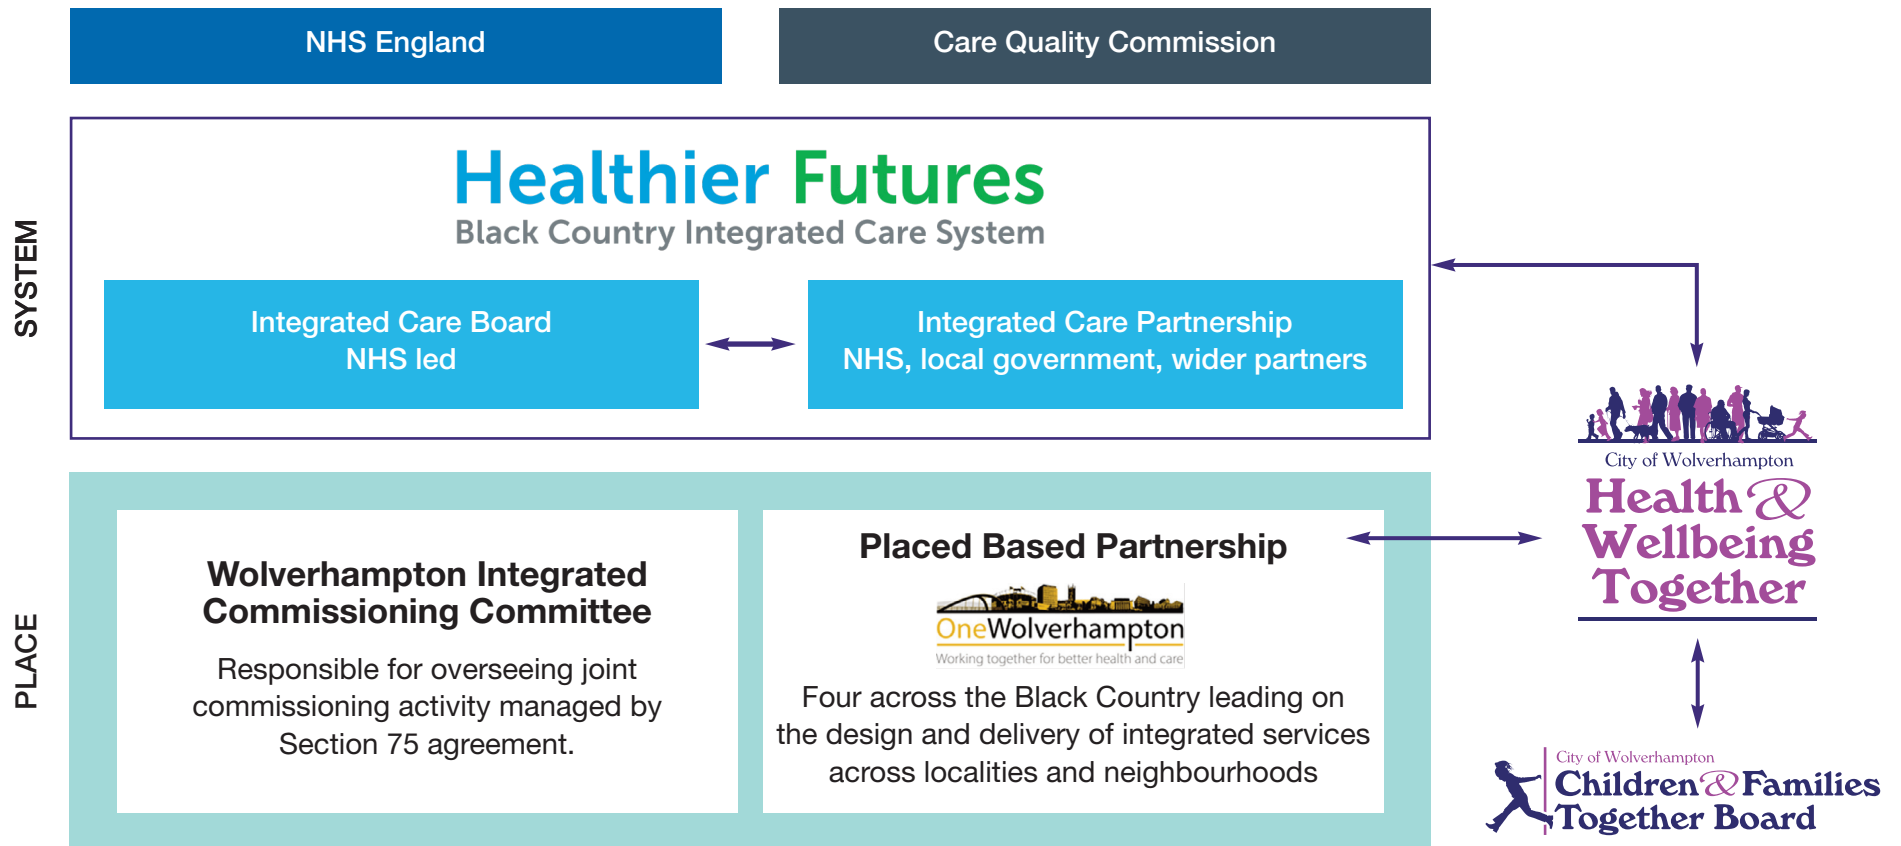 NHS England
Care Quality Commission
SYSTEM
Healthier Futures
Black Country Integrated Care System
Integrated Care Board
NHS led
Integrated Care Partnership
NHS, local government, wider partners
City of Wolverhampton
Health &
Wellbeing
Together
PLACE
Wolverhampton Integrated
Commissioning Committee
Responsible for overseeing joint
commissioning activity managed by
Section 75 agreement.
Placed Based Partnership
OneWolverhampton
Working together for better health and care
Four across the Black Country leading on
the design and delivery of integrated services
across localities and neighbourhoods
City of Wolverhampton
Children & Families
Together Board